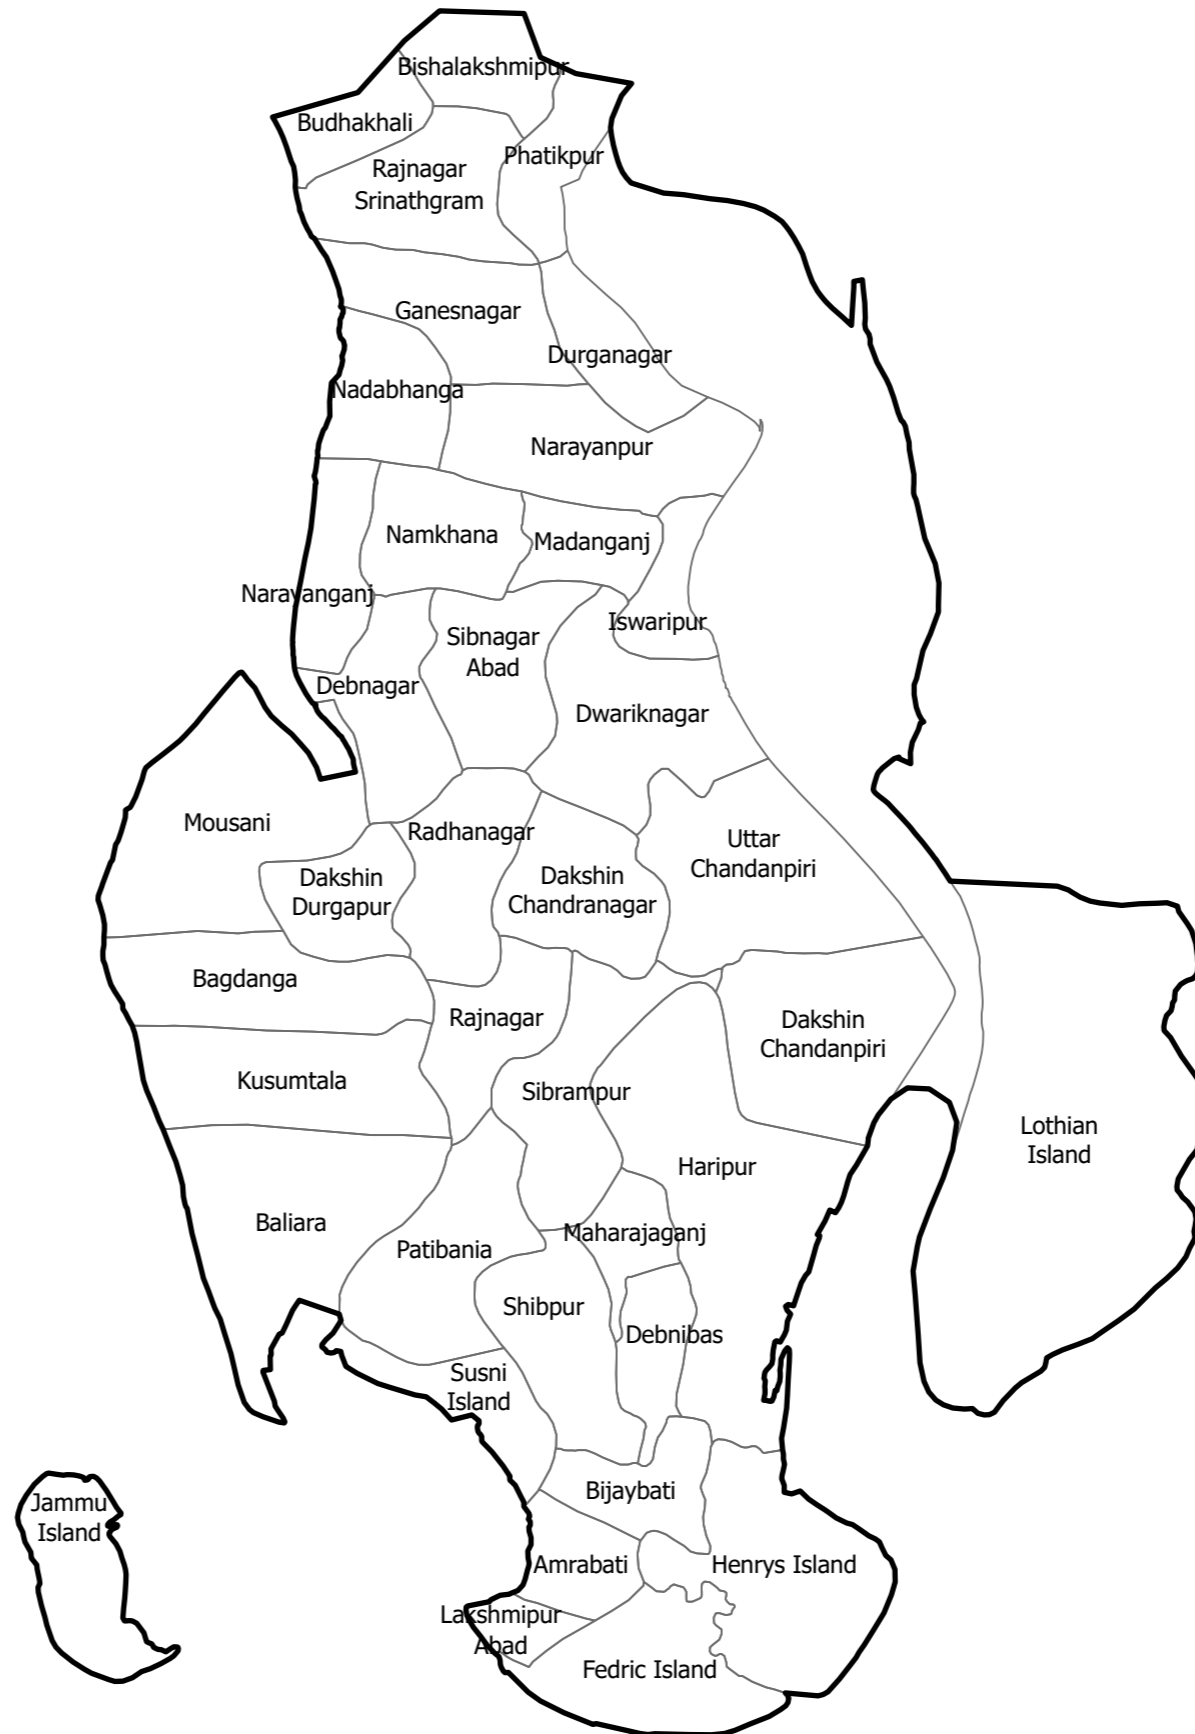 Bishalakshmipur
Budhakhali
Phatikpur
Rajnagar
Srinathgram
Ganesnagar
Durganagar
Nadabhanga
Narayanpur
Namkhana
Madanganj
Narayanganj
Iswaripur
Sibnagar
Abad
Debnagar
Dwariknagar
Mousani
Radhanagar
Uttar
Chandanpiri
Dakshin
Durgapur
Dakshin
Chandranagar
Bagdanga
Rajnagar
Dakshin
Chandanpiri
Kusumtala
Sibrampur
Lothian
Island
Haripur
Baliara
Patibania
Maharajaganj
Shibpur
Debnibas
Susni
Island
Bijaybati
Jammu
Island
Amrabati
Henrys Island
Lakshmipur
Abad
Fedric Island